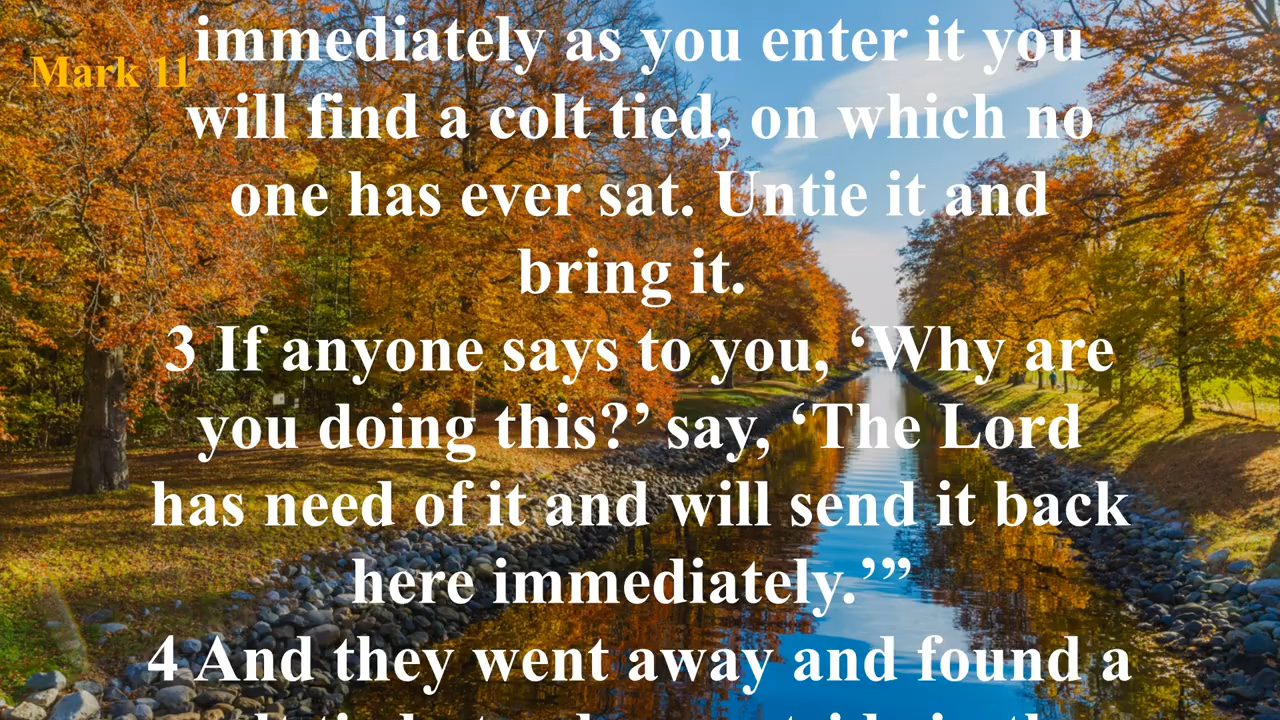 immediately as you enter it you
Mark 11
will find a colt tied, on which no
one has ever sat. Untie it and
bring it.
3 If anyone says to you, ‘Why are
you doing this?’ say, ‘The Lord
has need of it and will send it back
here immediately.’”
4 And they went away and found a